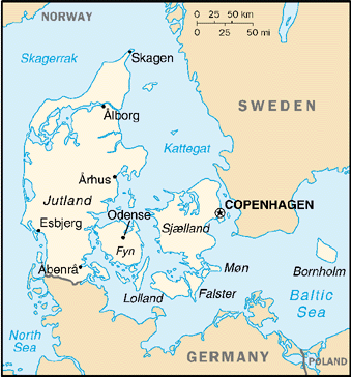 NORWAY
0 25 50 km
0 25 50 mi
Skagerrak
Skagen
SWEDEN
Ålborg
Kattegat
Århus
Jutland
Odense
COPENHAGEN
Esbjerg
Sjælland
Fyn
Åbenrå
Møn
Bornholm
Lolland
Falster
Baltic
Sea
North
Sea
GERMANY
POLAND